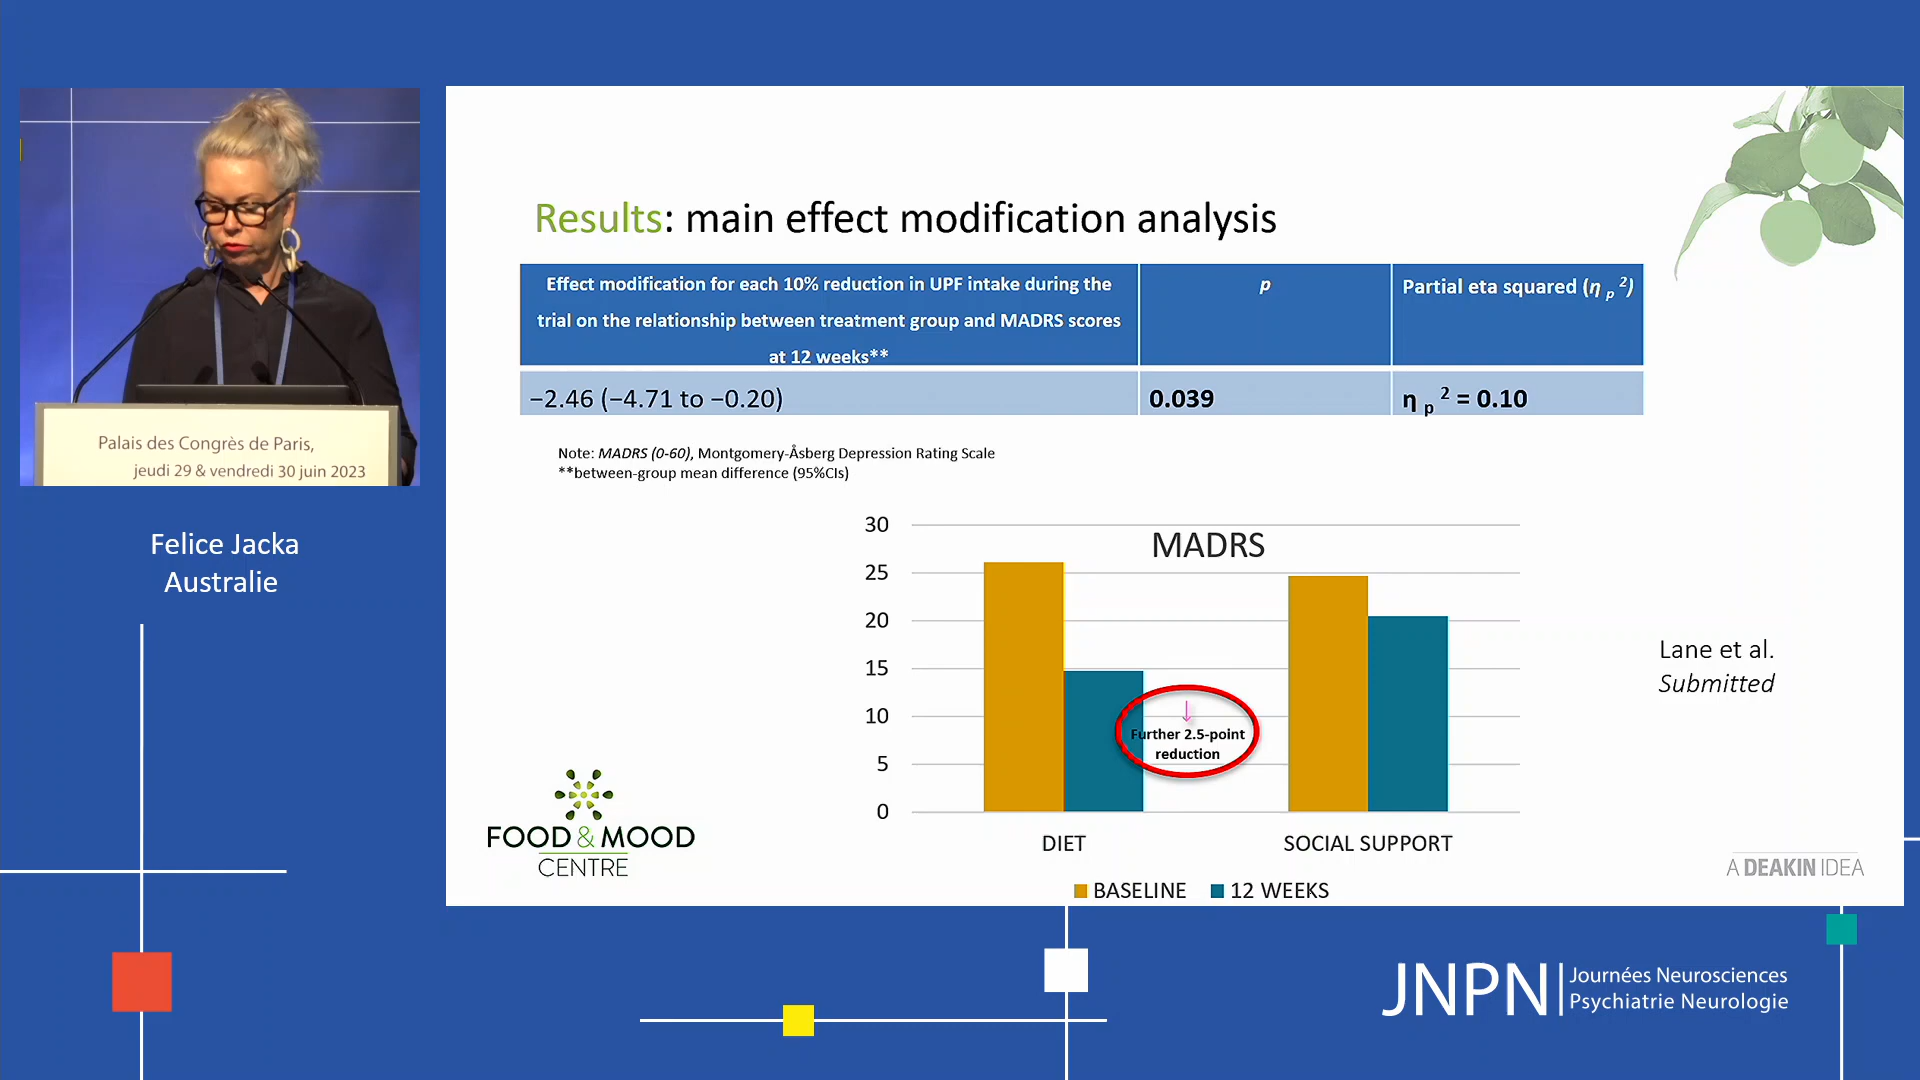 Palais des Congrès de Paris,
jeudi 29 & vendredi 30 juin 2023
Felice Jacka
Australie
Results: main effect modification analysis
Effect modification for each 10% reduction in UPF intake during the
trial on the relationship between treatment group and MADRS scores
at 12 weeks**
p
Partial eta squared (η p ²)
−2.46 (−4.71 to −0.20)
0.039
η p ² = 0.10
Note: MADRS (0-60), Montgomery-Åsberg Depression Rating Scale
**between-group mean difference (95%CIs)
MADRS
30
25
20
15
10
5
0
↓
Further 2.5-point
reduction
DIET
SOCIAL SUPPORT
BASELINE
12 WEEKS
Lane et al.
Submitted
FOOD & MOOD
CENTRE
A DEAKIN IDEA
JNPN
Journées Neurosciences
Psychiatrie Neurologie